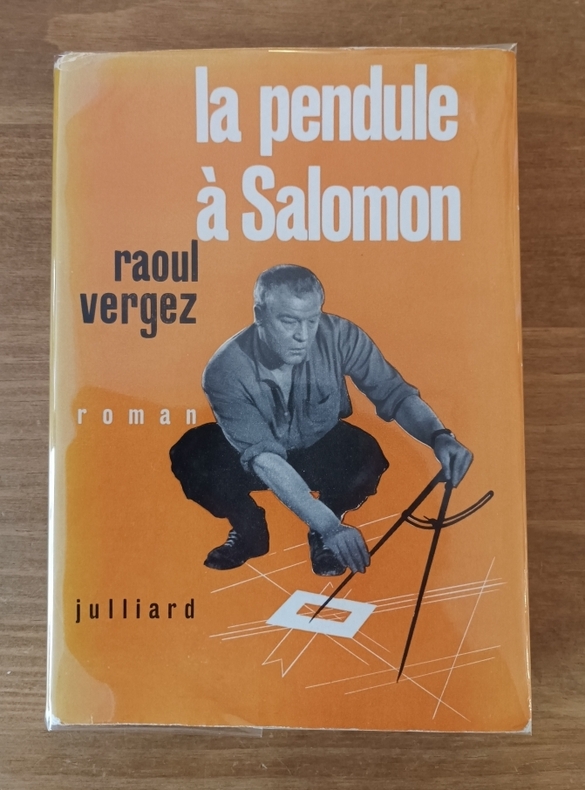 la pendule
à Salomon
raoul
vergez
roman
julliard